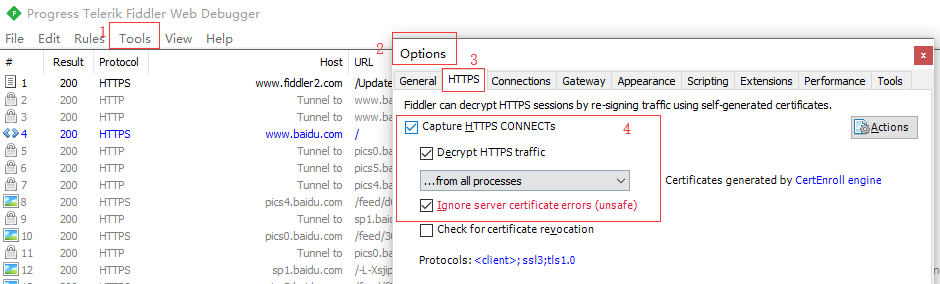 Progress Telerik Fiddler Web Debugger
1
File Edit Rules Tools View Help
2 Options
3
# Result Protocol Host URL
General HTTPS Connections Gateway Appearance Scripting Extensions Performance Tools
1 200 HTTPS www.fiddler2.com /Update
2 200 HTTP Tunnel to www.ba
3 200 HTTP Tunnel to www.b
4 200 HTTPS www.baidu.com /
5 200 HTTP Tunnel to pics0.b
6 200 HTTP Tunnel to pics5.b
7 200 HTTP Tunnel to pics4.b
8 200 HTTPS pics4.baidu.com /feed/d
9 200 HTTP Tunnel to sp1.ba
10 200 HTTPS pics0.baidu.com /feed/3
11 200 HTTP Tunnel to pics0.b
12 200 HTTPS sp1.baidu.com /-L-Xsjip
Fiddler can decrypt HTTPS sessions by re-signing traffic using self-generated certificates.
Capture HTTPS CONNECTs 4
Actions
Decrypt HTTPS traffic
...from all processes
Certificates generated by CertEnroll engine
Ignore server certificate errors (unsafe)
Check for certificate revocation
Protocols: <client>;ssl3;tls1.0